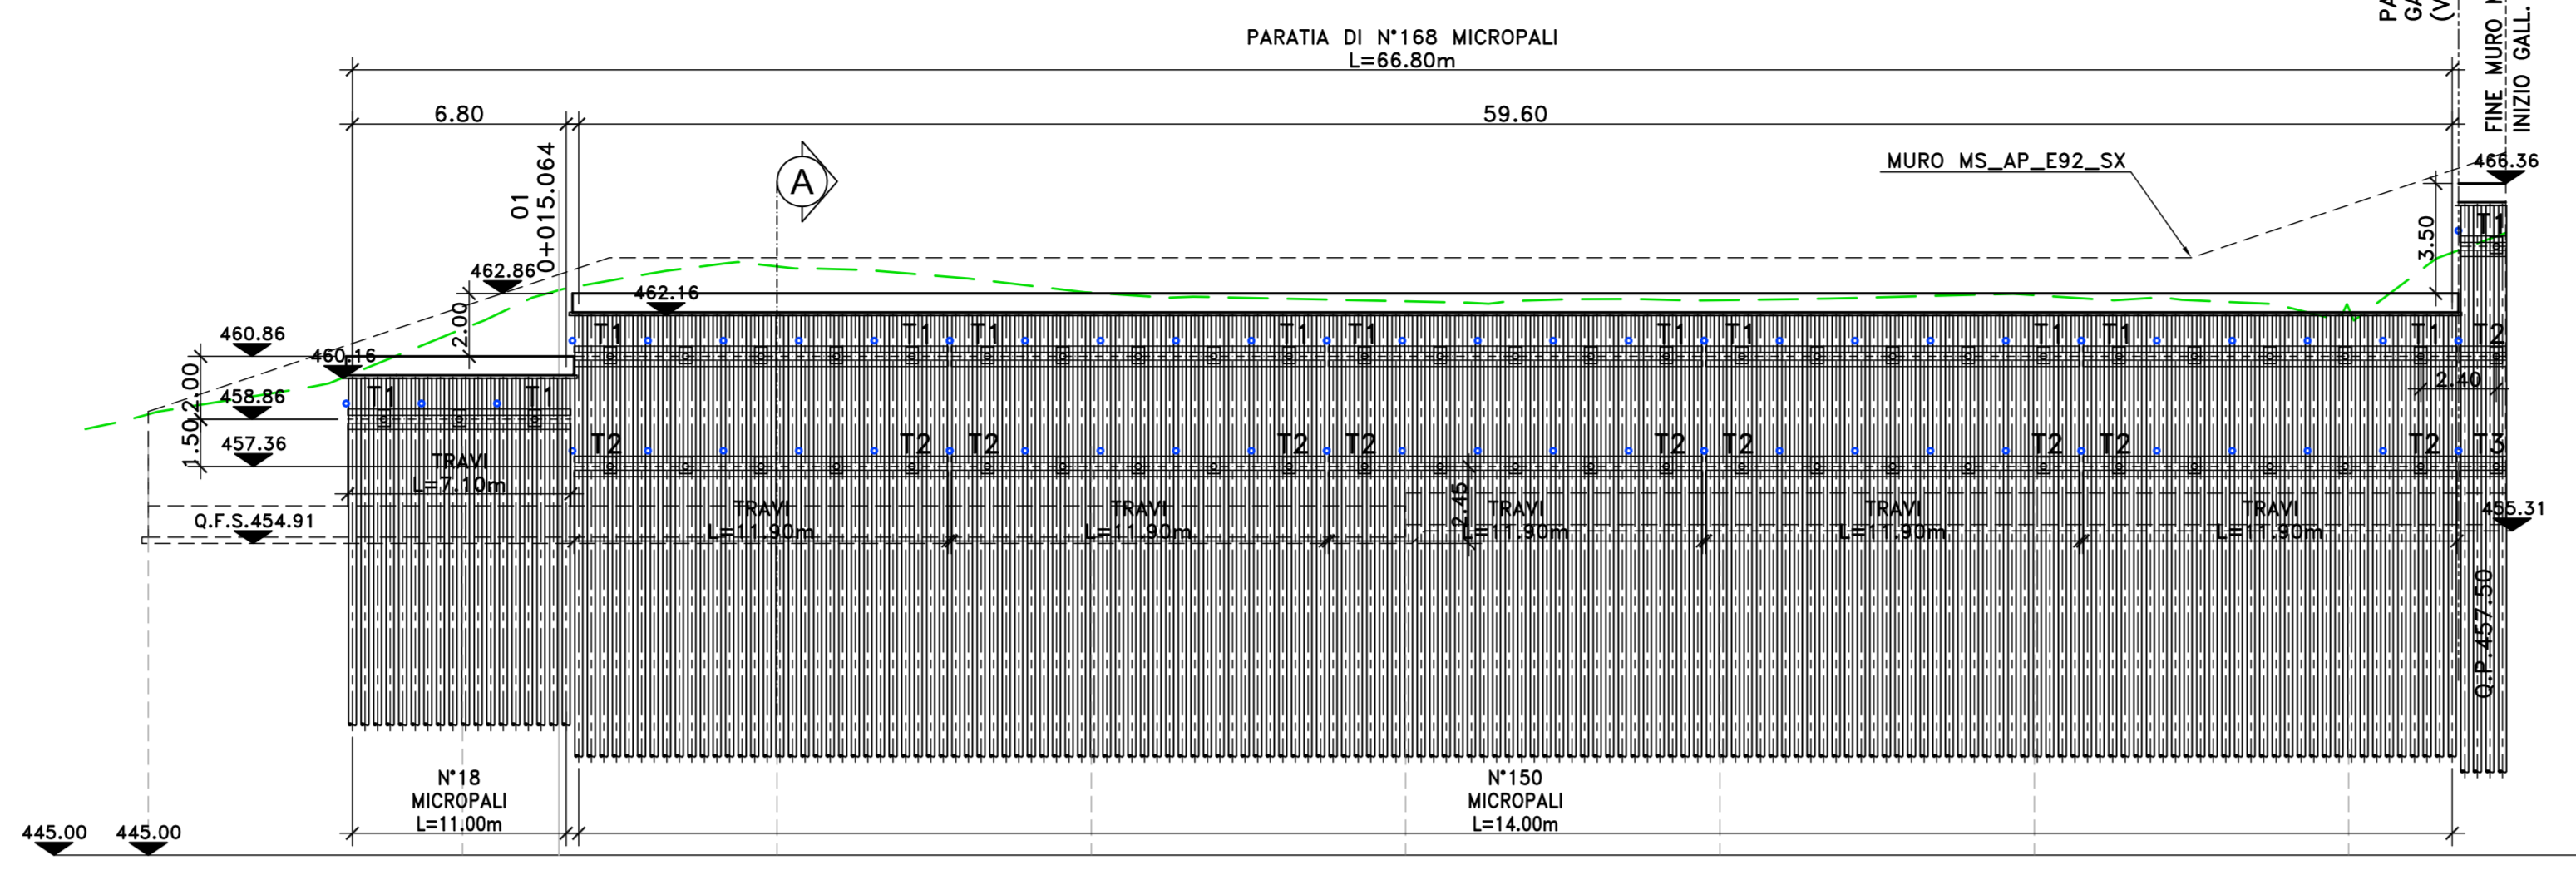 PARATIA DI N°168 MICROPALI
L=66.80m
6.80
59.60
PA
GA
(V
FINE MURO
INIZIO GALL.
01
0+015.064
A
MURO MS_AP_E92_SX
466.36
3.50
462.86
462.16
2.00
460.86
460.16
2.00
458.86
1.50
457.36
T1 T1
T1 T1 T1 T1 T1 T1 T1 T1 T1 T1
T1
T2
2.40
T2 T2 T2 T2 T2 T2 T2 T2 T2 T2
T3
TRAVI
L=7.10m
Q.F.S.454.91
TRAVI
L=11.90m
TRAVI
L=11.90m
2.45
TRAVI
L=11.90m
TRAVI
L=11.90m
TRAVI
L=11.90m
455.31
Q.P.457.50
N°18
MICROPALI
L=11.00m
N°150
MICROPALI
L=14.00m
445.00
445.00